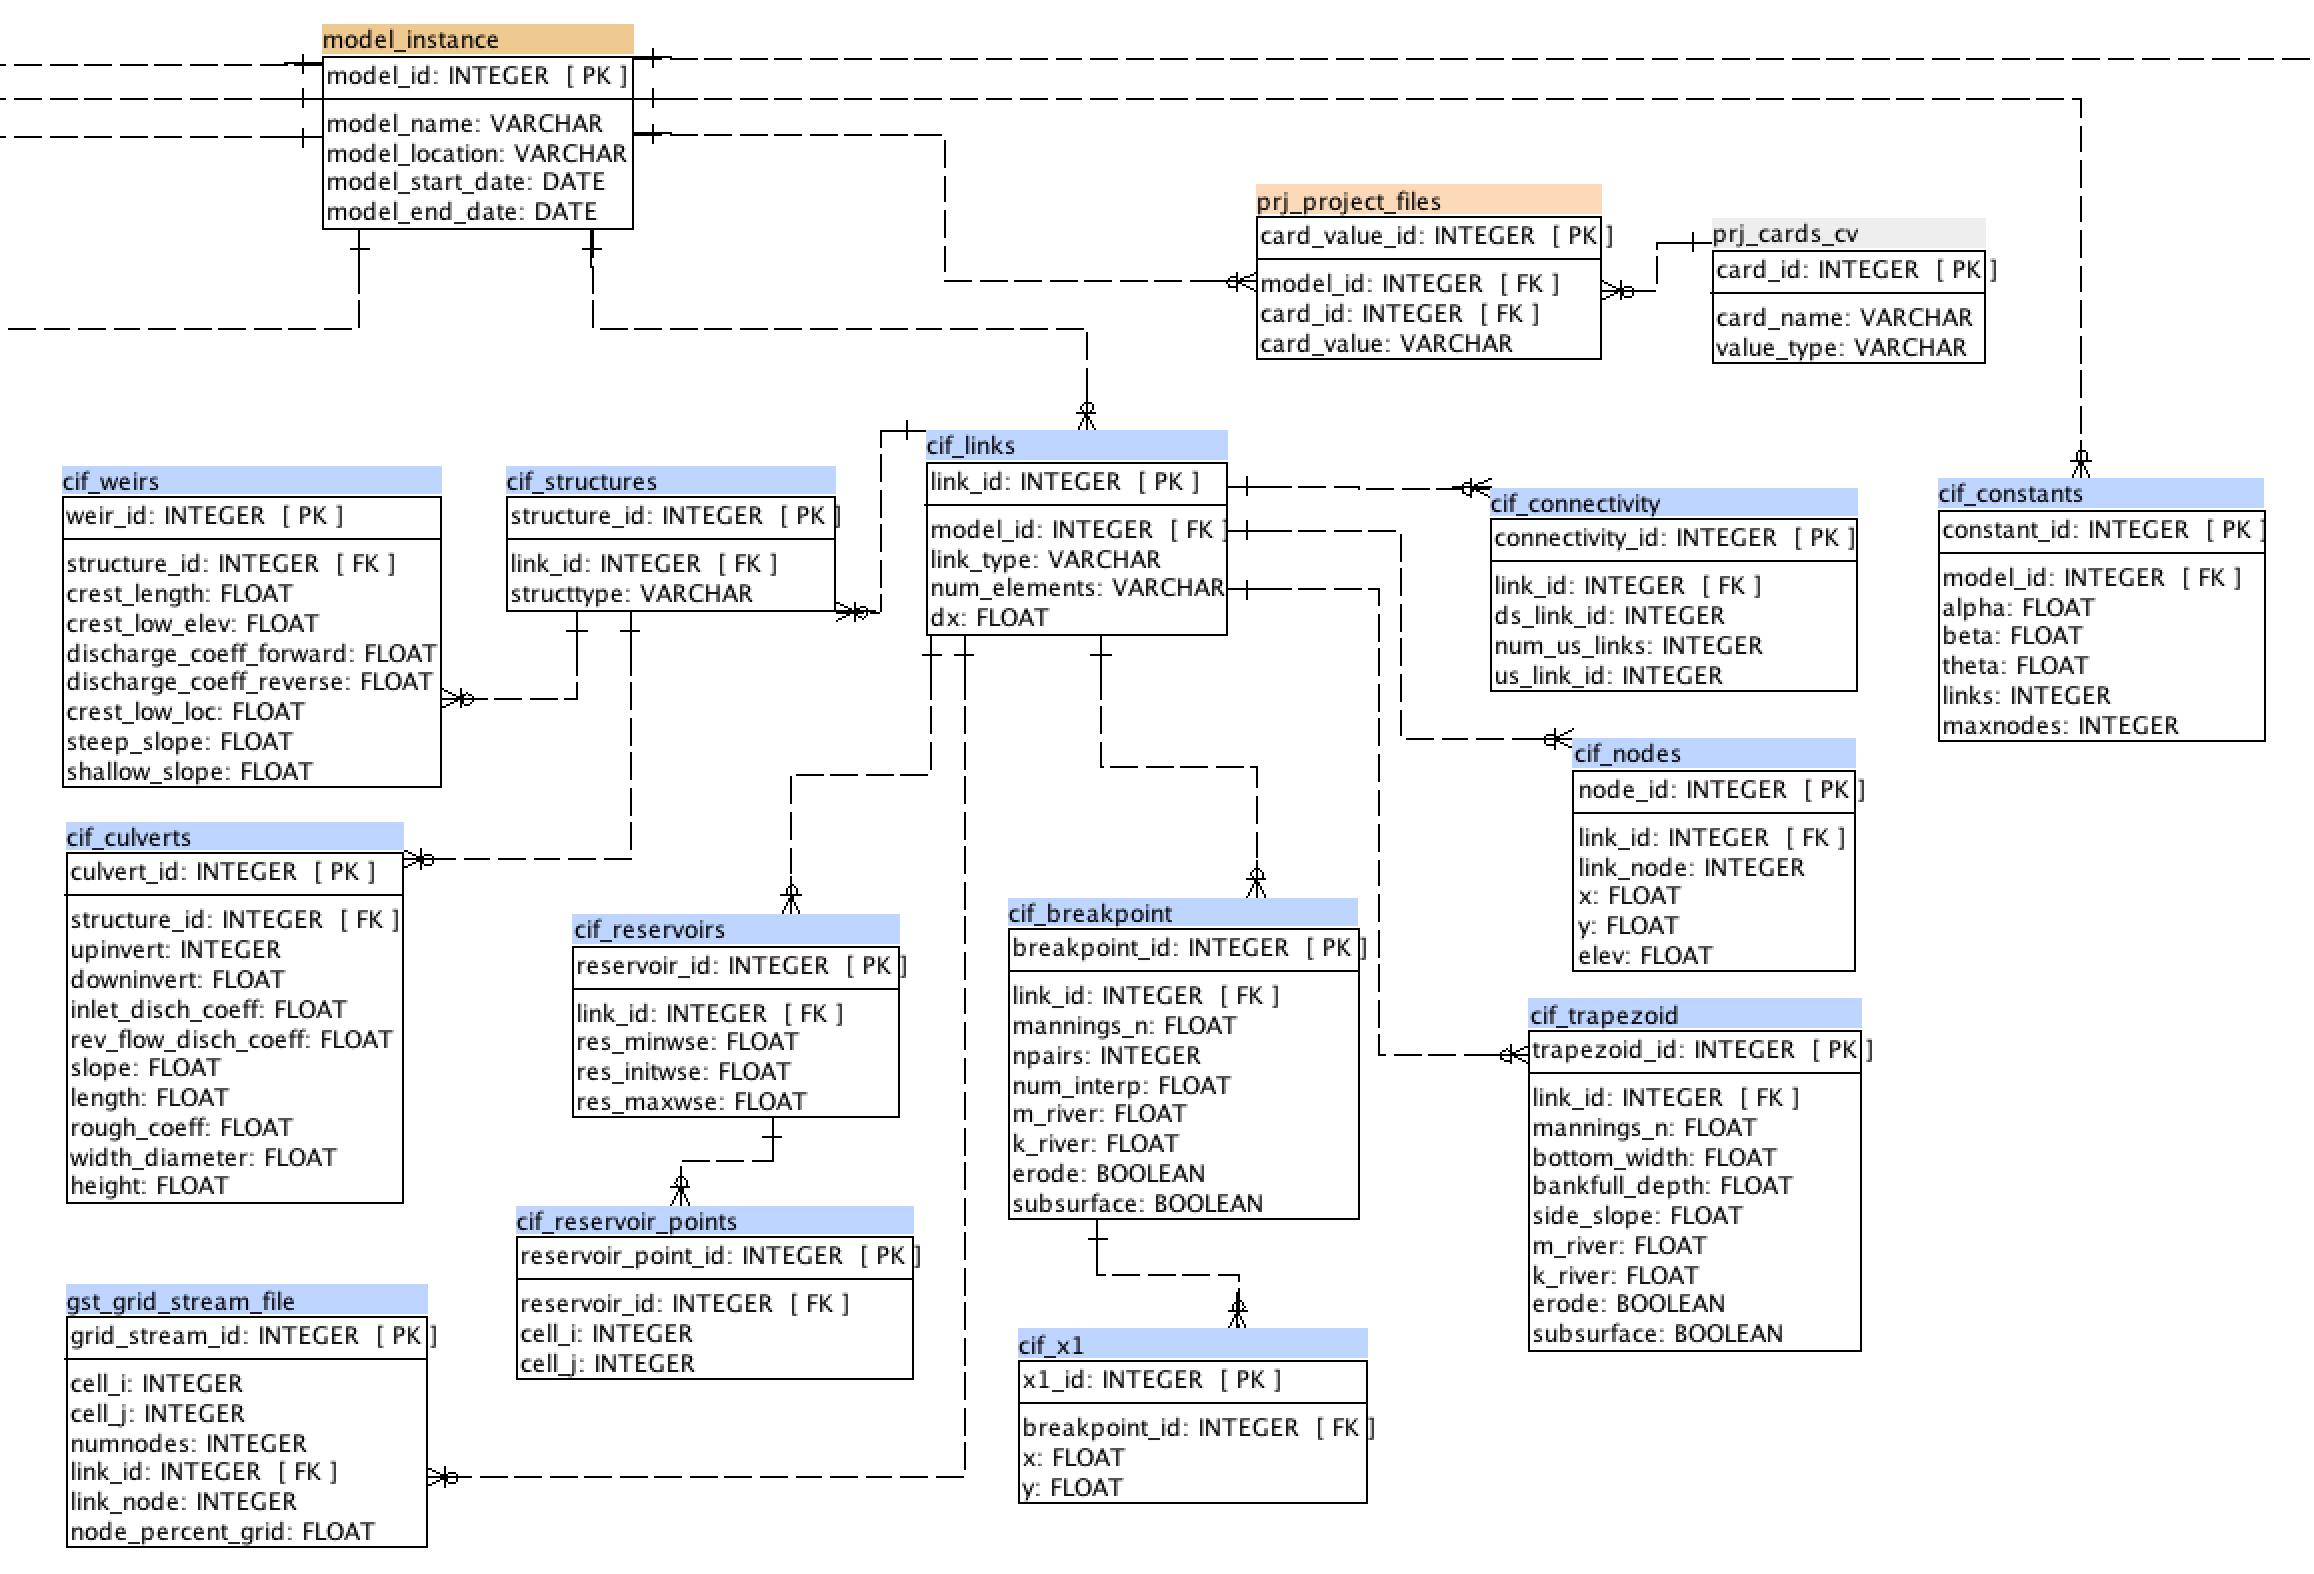 model_instance
model_id: INTEGER [ PK ]
model_name: VARCHAR
model_location: VARCHAR
model_start_date: DATE
model_end_date: DATE
prj_project_files
card_value_id: INTEGER [ PK ]
model_id: INTEGER [ FK ]
card_id: INTEGER [ FK ]
card_value: VARCHAR
prj_cards_cv
card_id: INTEGER [ PK ]
card_name: VARCHAR
value_type: VARCHAR
cif_weirs
weir_id: INTEGER [ PK ]
structure_id: INTEGER [ FK ]
crest_length: FLOAT
crest_low_elev: FLOAT
discharge_coeff_forward: FLOAT
discharge_coeff_reverse: FLOAT
crest_low_loc: FLOAT
steep_slope: FLOAT
shallow_slope: FLOAT
cif_structures
structure_id: INTEGER [ PK ]
link_id: INTEGER [ FK ]
structtype: VARCHAR
cif_links
link_id: INTEGER [ PK ]
model_id: INTEGER [ FK ]
link_type: VARCHAR
num_elements: VARCHAR
dx: FLOAT
cif_connectivity
connectivity_id: INTEGER [ PK ]
link_id: INTEGER [ FK ]
ds_link_id: INTEGER
num_us_links: INTEGER
us_link_id: INTEGER
cif_constants
constant_id: INTEGER [ PK ]
model_id: INTEGER [ FK ]
alpha: FLOAT
beta: FLOAT
theta: FLOAT
links: INTEGER
maxnodes: INTEGER
cif_nodes
node_id: INTEGER [ PK ]
link_id: INTEGER [ FK ]
link_node: INTEGER
x: FLOAT
y: FLOAT
elev: FLOAT
cif_culverts
culvert_id: INTEGER [ PK ]
structure_id: INTEGER [ FK ]
upinvert: INTEGER
downinvert: FLOAT
inlet_disch_coeff: FLOAT
rev_flow_disch_coeff: FLOAT
slope: FLOAT
length: FLOAT
rough_coeff: FLOAT
width_diameter: FLOAT
height: FLOAT
cif_reservoirs
reservoir_id: INTEGER [ PK ]
link_id: INTEGER [ FK ]
res_minwse: FLOAT
res_initwse: FLOAT
res_maxwse: FLOAT
cif_breakpoint
breakpoint_id: INTEGER [ PK ]
link_id: INTEGER [ FK ]
mannings_n: FLOAT
npairs: INTEGER
num_interp: FLOAT
m_river: FLOAT
k_river: FLOAT
erode: BOOLEAN
subsurface: BOOLEAN
cif_trapezoid
trapezoid_id: INTEGER [ PK ]
link_id: INTEGER [ FK ]
mannings_n: FLOAT
bottom_width: FLOAT
bankfull_depth: FLOAT
side_slope: FLOAT
m_river: FLOAT
k_river: FLOAT
erode: BOOLEAN
subsurface: BOOLEAN
cif_reservoir_points
reservoir_point_id: INTEGER [ PK ]
reservoir_id: INTEGER [ FK ]
cell_i: INTEGER
cell_j: INTEGER
gst_grid_stream_file
grid_stream_id: INTEGER [ PK ]
cell_i: INTEGER
cell_j: INTEGER
numnodes: INTEGER
link_id: INTEGER [ FK ]
link_node: INTEGER
node_percent_grid: FLOAT
cif_x1
x1_id: INTEGER [ PK ]
breakpoint_id: INTEGER [ FK ]
x: FLOAT
y: FLOAT